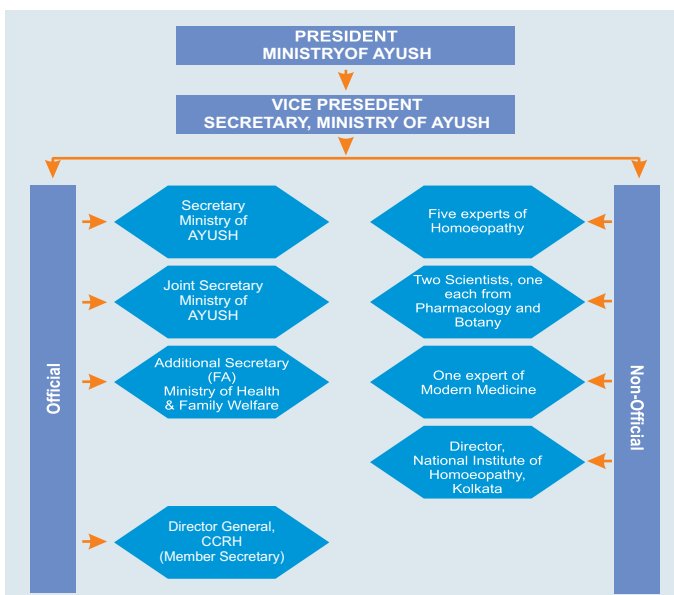 PRESIDENT
MINISTRYOF AYUSH
VICE PRESEDENT
SECRETARY, MINISTRY OF AYUSH
Official
Secretary
Ministry of
AYUSH
Joint Secretary
Ministry of
AYUSH
Additional Secretary
(FA)
Ministry of Health
& Family Welfare
Director General,
CCRH
(Member Secretary)
Five experts of
Homoeopathy
Two Scientists, one
each from
Pharmacology and
Botany
One expert of
Modern Medicine
Director,
National Institute of
Homoeopathy,
Kolkata
Non-Official